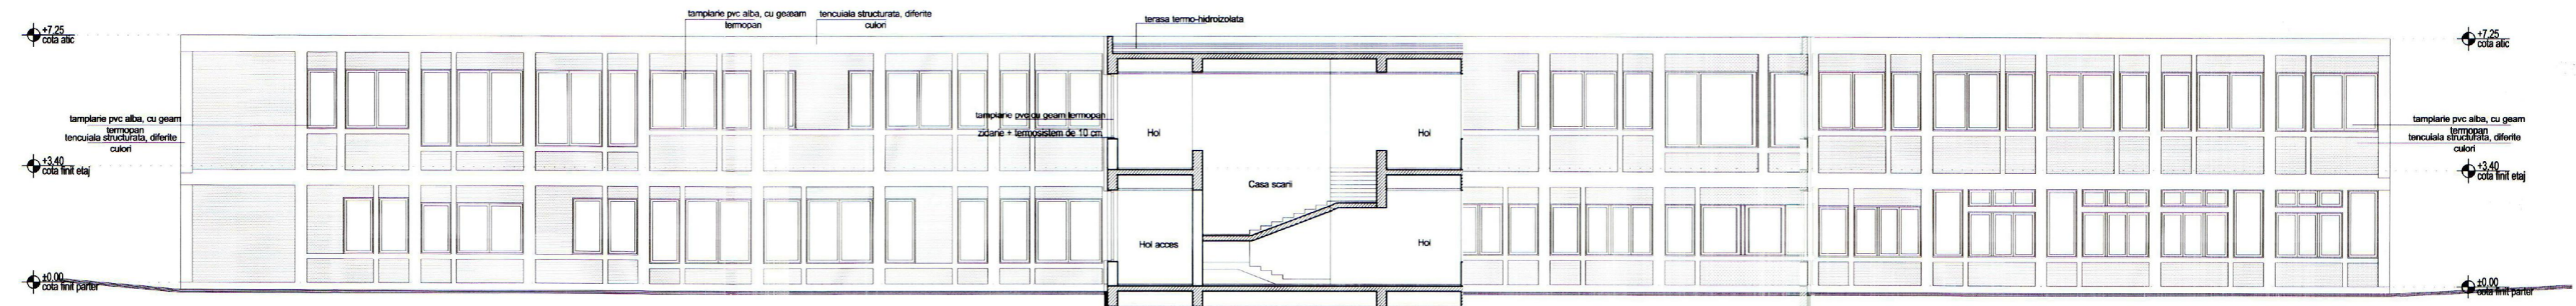 tamplarie pvc alba, cu geaeam
termopan
tencuiala structurata, diferite
culori
terasa termo-hidroizolata
+7,25
cota atic
+7,25
cota atic
tamplarie pvc alba, cu geam
termopan
tencuiala structurata, diferite
culori
tamplarie pvc cu geam termopan
zidarie + termosistem de 10 cm
Hol
Hol
tamplarie pvc alba, cu geam
termopan
tencuiala structurata, diferite
culori
+3,40
cota finit etaj
+3,40
cota finit etaj
Casa scarii
Hol acces
Hol
±0,00
cota finit parter
±0,00
cota finit parter